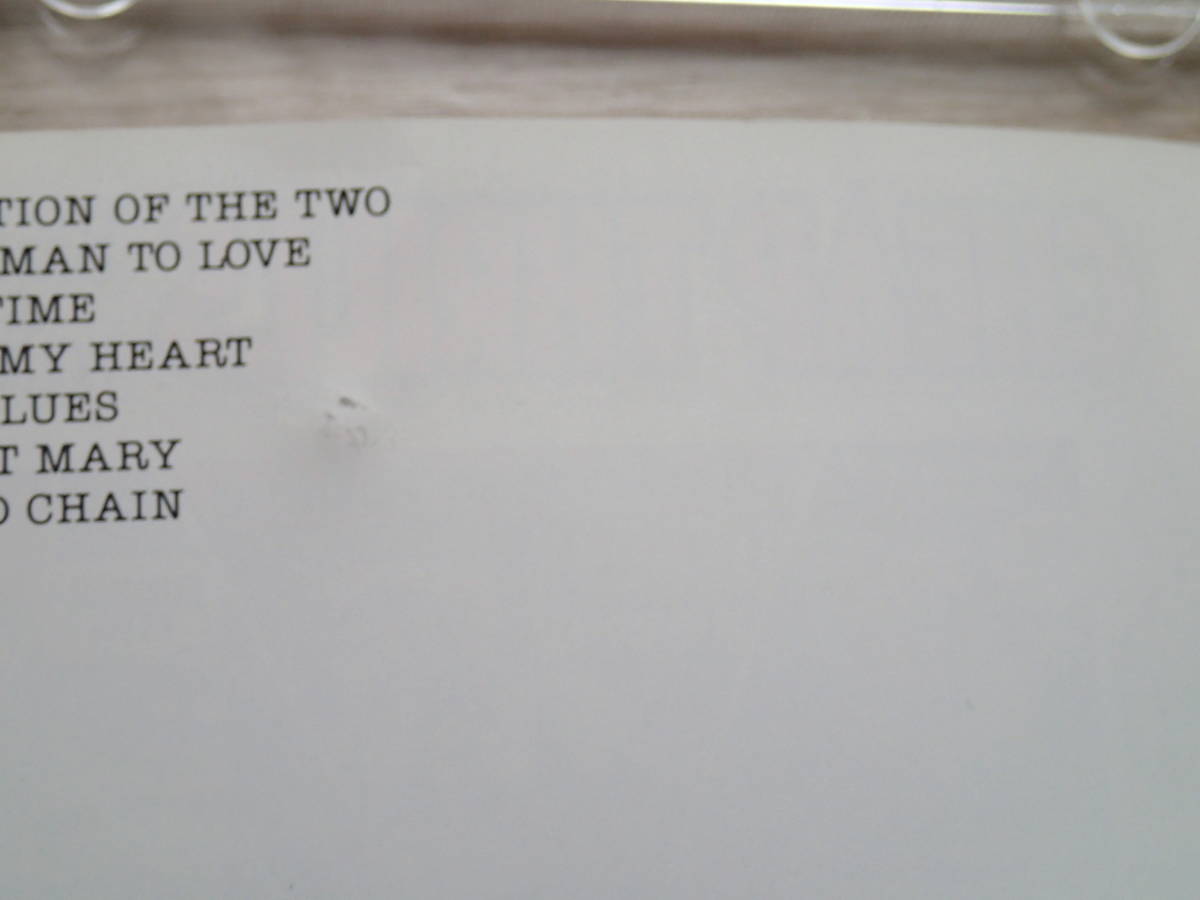 TION OF THE TWO
MAN TO LOVE
TIME
MY HEART
LUES
T MARY
CHAIN